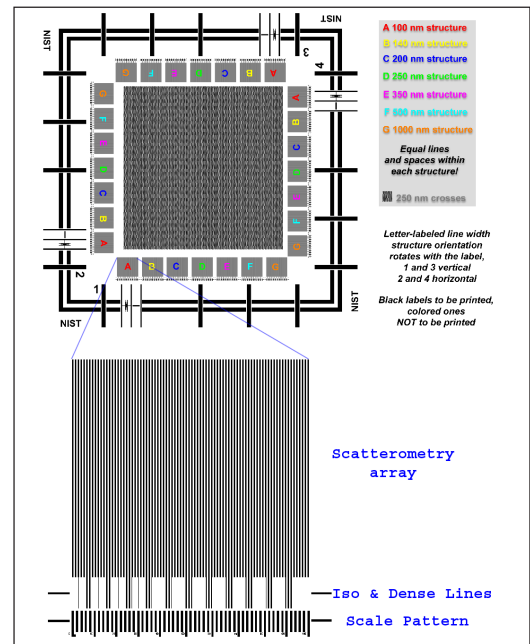 NIST
NIST
3
4
A 100 nm structure
B 140 nm structure
C 200 nm structure
D 250 nm structure
E 350 nm structure
F 500 nm structure
G 1000 nm structure
Equal lines
and spaces within
each structure!
250 nm crosses
G F E D C B A
G F E D C B A
A B C D E F G
Letter-labeled line width
structure orientation
rotates with the label,
1 and 3 vertical
2 and 4 horizontal
Black labels to be printed,
colored ones
NOT to be printed
2
A B C D E F G
1
NIST
NIST
Scatterometry
array
Iso & Dense Lines
Scale Pattern